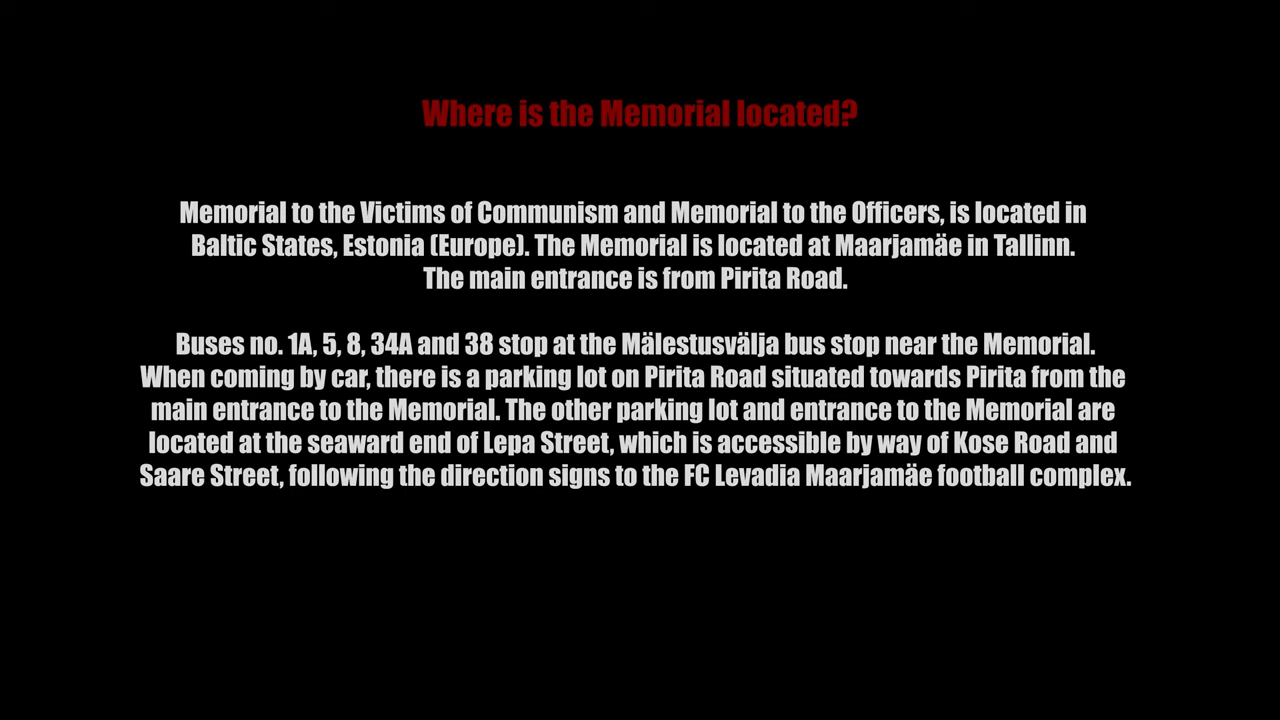 Where is the Memorial located?
Memorial to the Victims of Communism and Memorial to the Officers, is located in
Baltic States, Estonia (Europe). The Memorial is located at Maarjamäe in Tallinn.
The main entrance is from Pirita Road.
Buses no. 1A, 5, 8, 34A and 38 stop at the Mälestusvälja bus stop near the Memorial.
When coming by car, there is a parking lot on Pirita Road situated towards Pirita from the
main entrance to the Memorial. The other parking lot and entrance to the Memorial are
located at the seaward end of Lepa Street, which is accessible by way of Kose Road and
Saare Street, following the direction signs to the FC Levadia Maarjamäe football complex.